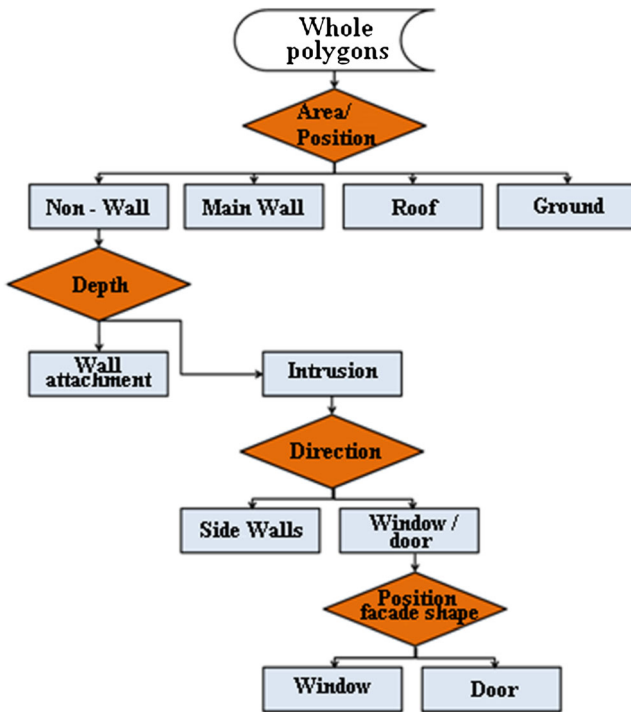 Whole
polygons
Area/
Position
Non - Wall
Main Wall
Roof
Ground
Depth
Wall
attachment
Intrusion
Direction
Side Walls
Window /
door
Position
facade shape
Window
Door